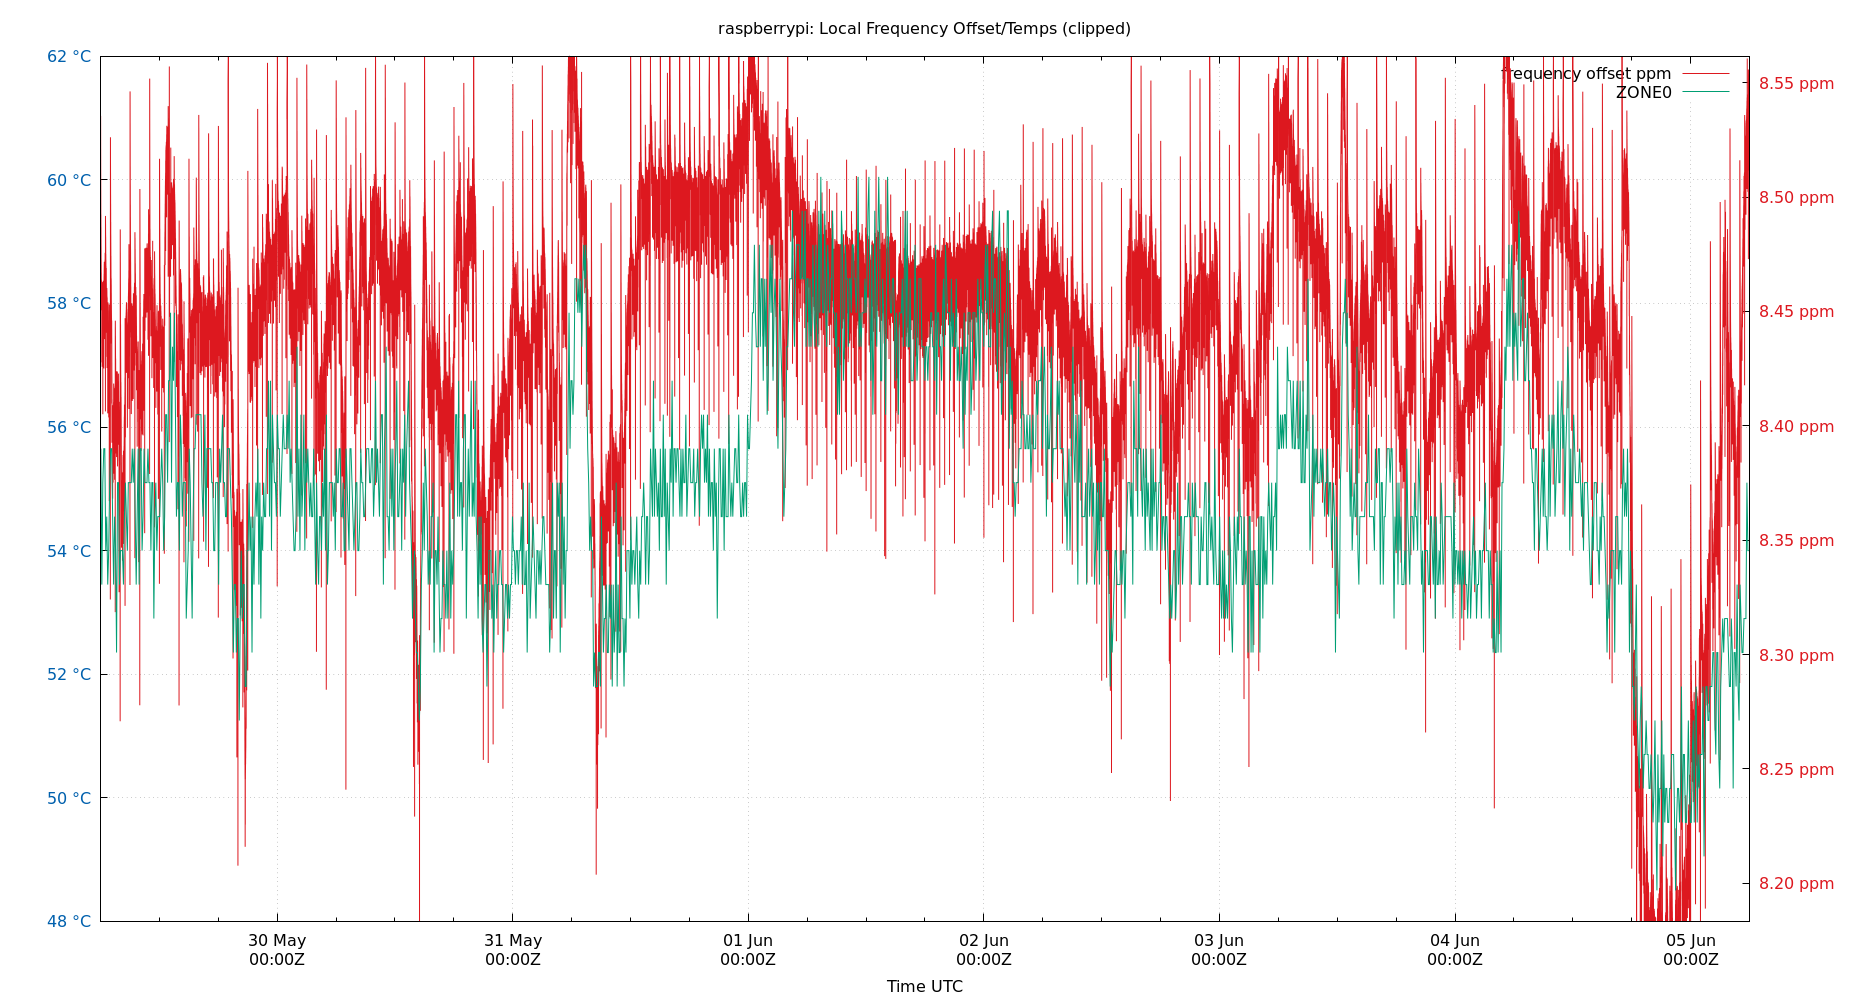 raspberrypi: Local Frequency Offset/Temps (clipped)
62 °C
60 °C
58 °C
56 °C
54 °C
52 °C
50 °C
48 °C
frequency offset ppm
ZONE0
8.55 ppm
8.50 ppm
8.45 ppm
8.40 ppm
8.35 ppm
8.30 ppm
8.25 ppm
8.20 ppm
30 May
00:00Z
31 May
00:00Z
01 Jun
00:00Z
02 Jun
00:00Z
03 Jun
00:00Z
04 Jun
00:00Z
05 Jun
00:00Z
Time UTC